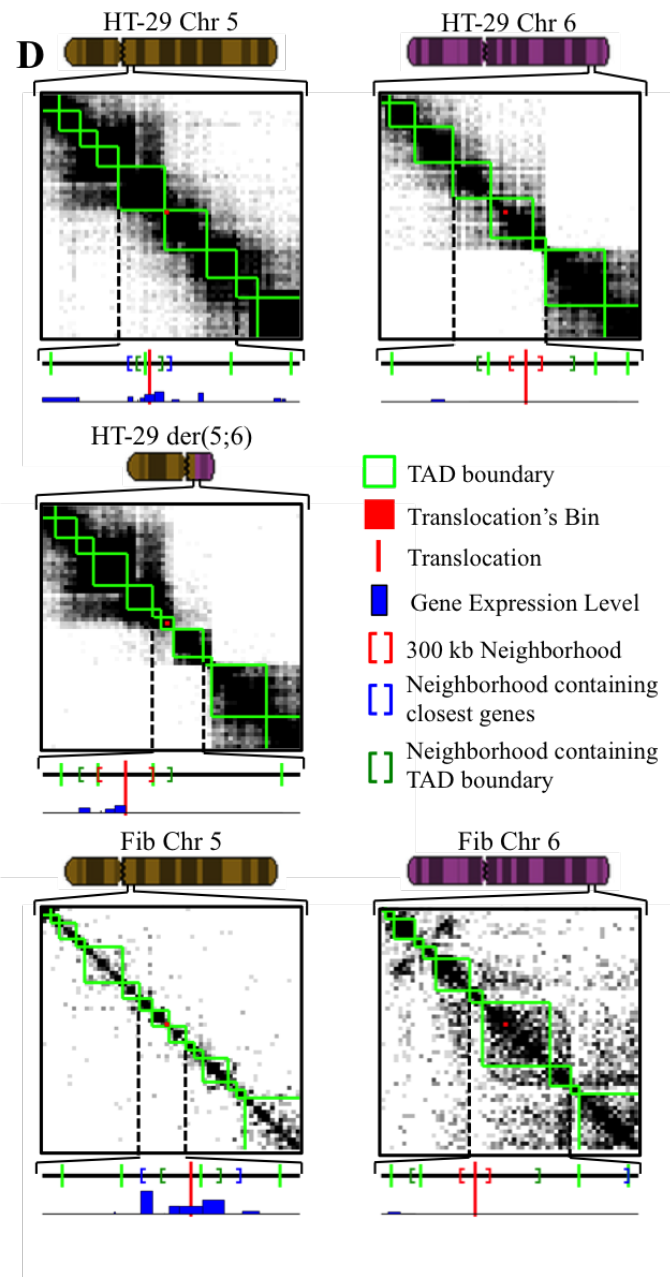 D
HT-29 Chr 5
HT-29 Chr 6
HT-29 der(5;6)
TAD boundary
Translocation's Bin
Translocation
Gene Expression Level
300 kb Neighborhood
Neighborhood containing
closest genes
Neighborhood containing
TAD boundary
Fib Chr 5
Fib Chr 6